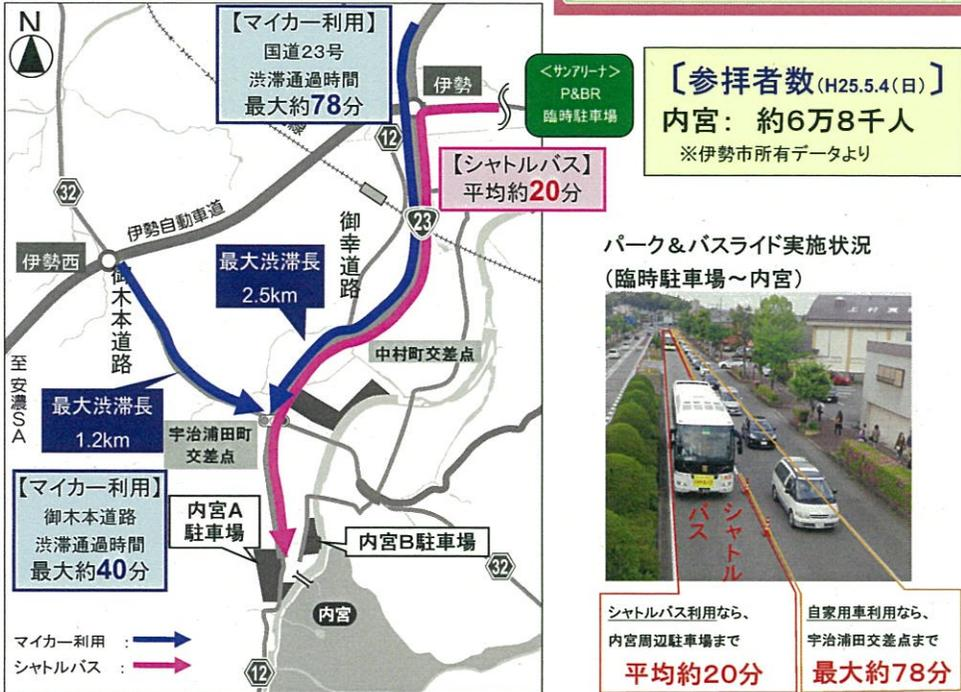 N
【マイカー利用】
国道23号
渋滞通過時間
最大約78分
伊勢
<サンアリーナ>
P&BR
臨時駐車場
〔参拝者数(H25.5.4(日)〕
内宮: 約6万8千人
※伊勢市所有データより
12
線
【シャトルバス】
平均約20分
32
23
伊勢自動車道
御幸道路
伊勢西
御木本道路
最大渋滞長
2.5km
パーク&バスライド実施状況
(臨時駐車場~内宮)
中村町交差点
至 安濃SA
最大渋滞長
1.2km
宇治浦田町
交差点
【マイカー利用】
御木本道路
渋滞通過時間
最大約40分
内宮A
駐車場
内宮B駐車場
32
内宮
12
マイカー利用 :
シャトルバス :
シャトル
バス
シャトルバス利用なら、
内宮周辺駐車場まで
平均約20分
自家用車利用なら、
宇治浦田交差点まで
最大約78分